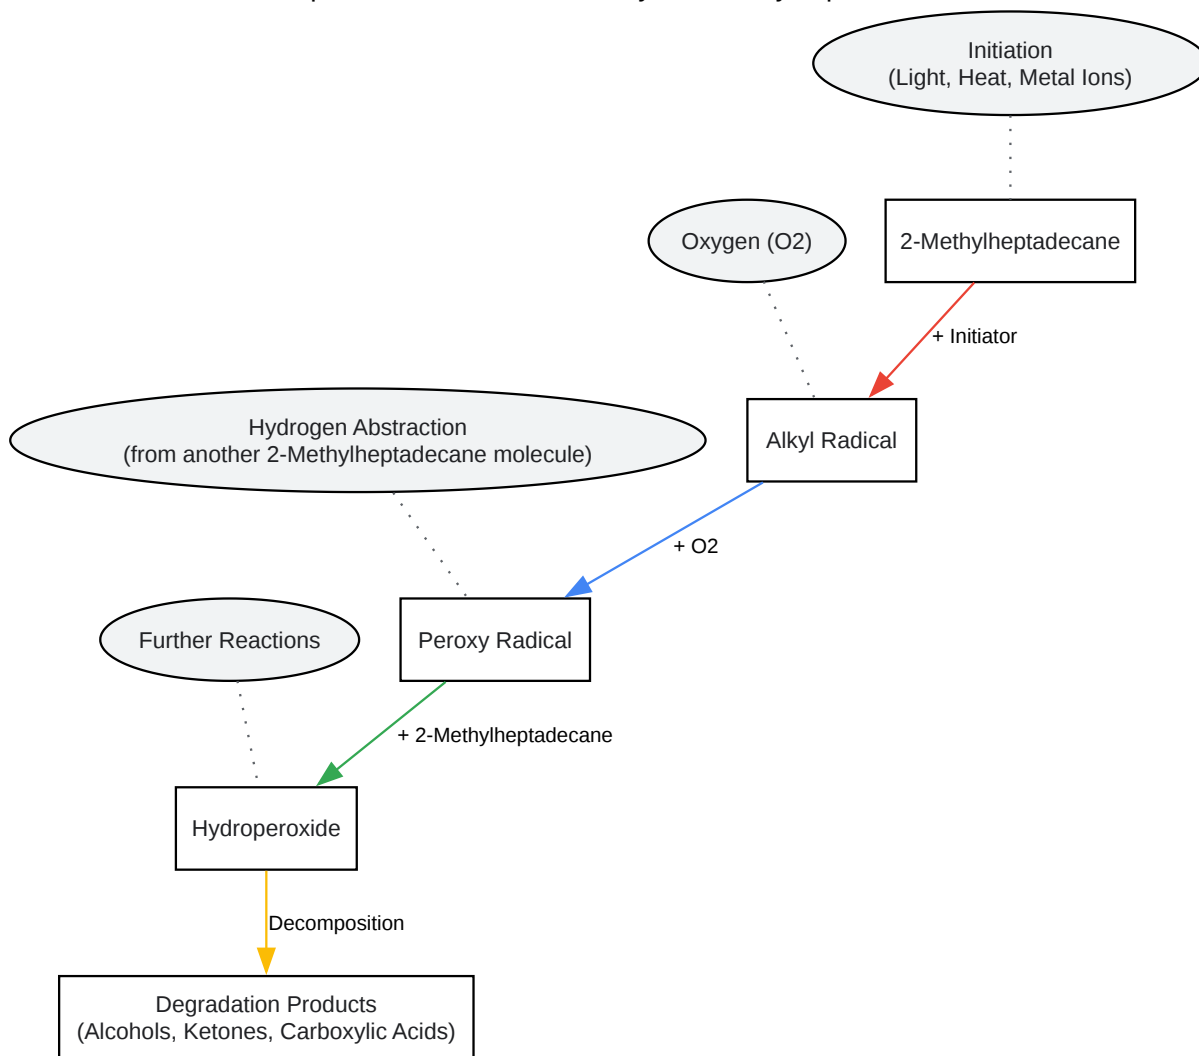 Initiation
(Light, Heat, Metal Ions)
Oxygen (O2)
2-Methylheptadecane
+ Initiator
Hydrogen Abstraction
(from another 2-Methylheptadecane molecule)
Alkyl Radical
+ O2
Further Reactions
Peroxy Radical
+ 2-Methylheptadecane
Hydroperoxide
Decomposition
Degradation Products
(Alcohols, Ketones, Carboxylic Acids)